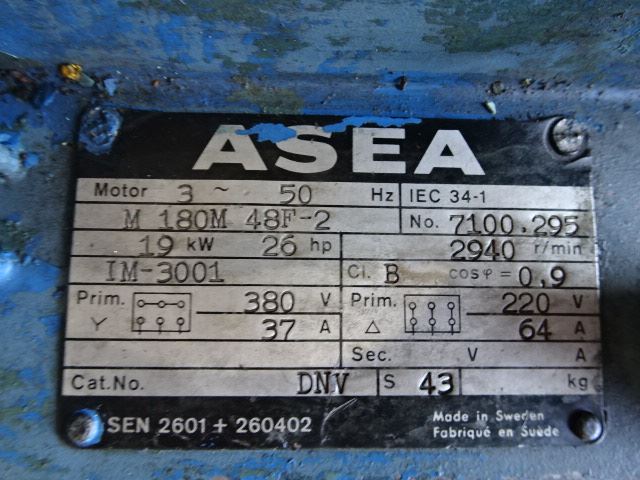 ASEA
Motor 3 ~ 50 Hz IEC 34-1
M 180M 48F-2 No. 7100.295
19 kW 26 hp 2940 r/min
IM-3001 Cl. B cos φ = 0,9
Prim. 380 V Prim. 220 V
Y 37 A Δ 64 A
Sec. V A
Cat.No. DNV S 43 kg
SEN 2601 + 260402 Made in Sweden
Fabriqué en Suède